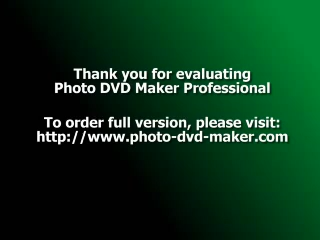 Thank you for evaluating
Photo DVD Maker Professional
To order full version, please visit:
http://www.photo-dvd-maker.com